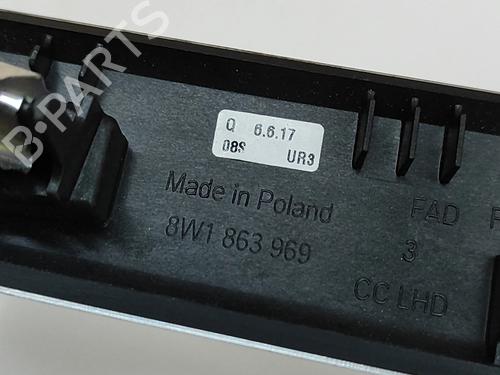 B-PARTS
Q 6.6.17
08S UR3
Made in Poland
8W1 863 969
FAD
3
CC LHD